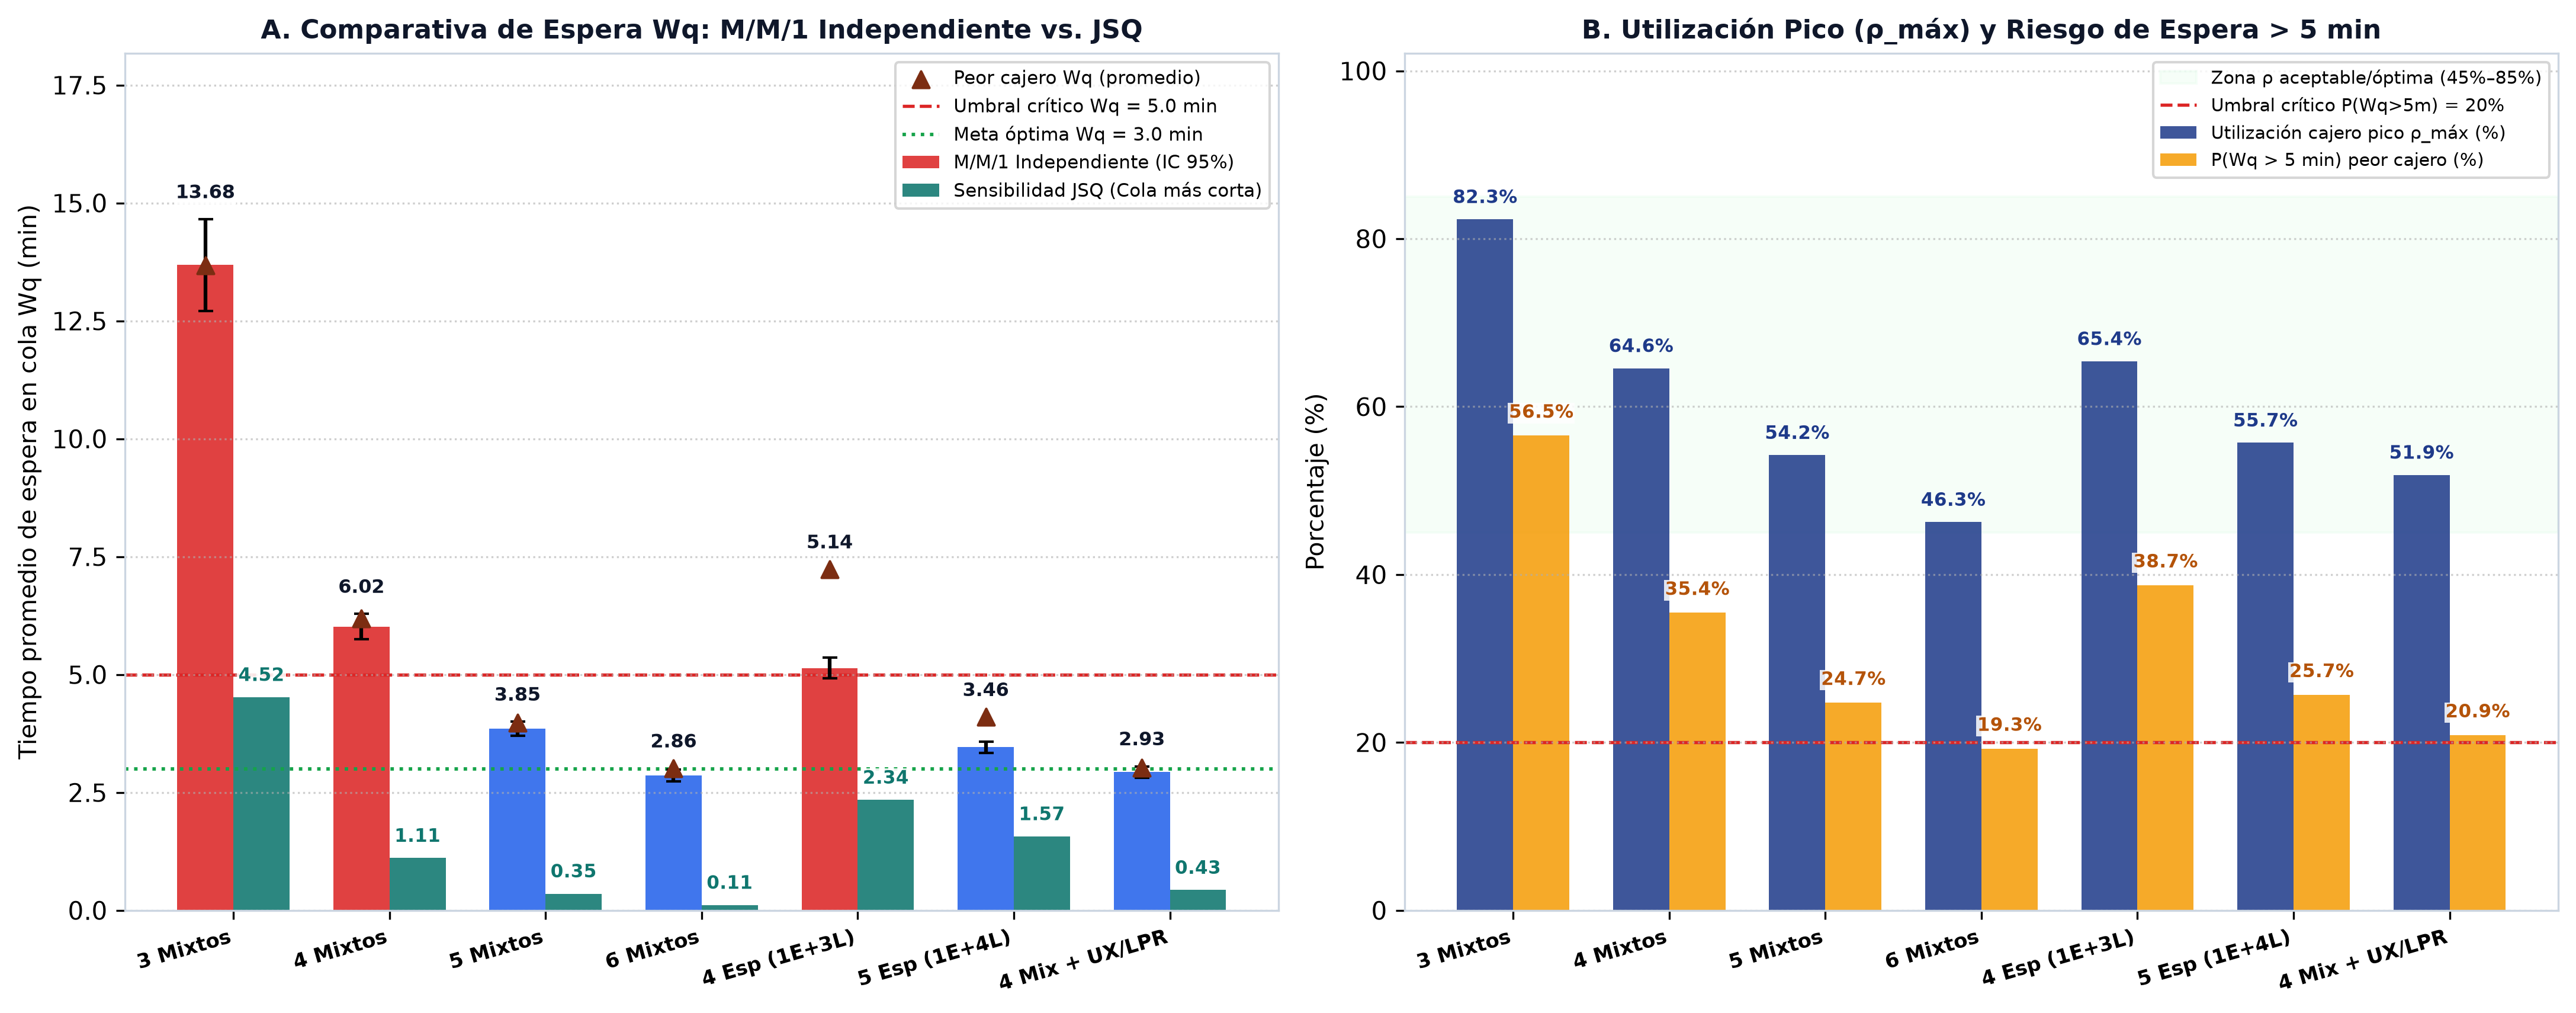 A. Comparativa de Espera Wq: M/M/1 Independiente vs. JSQ
Tiempo promedio de espera en cola Wq (min)
17.5
15.0
12.5
10.0
7.5
5.0
2.5
0.0
Peor cajero Wq (promedio)
Umbral crítico Wq = 5.0 min
Meta óptima Wq = 3.0 min
M/M/1 Independiente (IC 95%)
Sensibilidad JSQ (Cola más corta)
13.68
4.52
6.02
1.11
3.85
0.35
2.86
0.11
5.14
2.34
3.46
1.57
2.93
0.43
3 Mixtos
4 Mixtos
5 Mixtos
6 Mixtos
4 Esp (1E+3L)
5 Esp (1E+4L)
4 Mix + UX/LPR
B. Utilización Pico (ρ_máx) y Riesgo de Espera > 5 min
Porcentaje (%)
100
80
60
40
20
0
Zona ρ aceptable/óptima (45%–85%)
Umbral crítico P(Wq>5m) = 20%
Utilización cajero pico ρ_máx (%)
P(Wq > 5 min) peor cajero (%)
82.3%
56.5%
64.6%
35.4%
54.2%
24.7%
46.3%
19.3%
65.4%
38.7%
55.7%
25.7%
51.9%
20.9%
3 Mixtos
4 Mixtos
5 Mixtos
6 Mixtos
4 Esp (1E+3L)
5 Esp (1E+4L)
4 Mix + UX/LPR